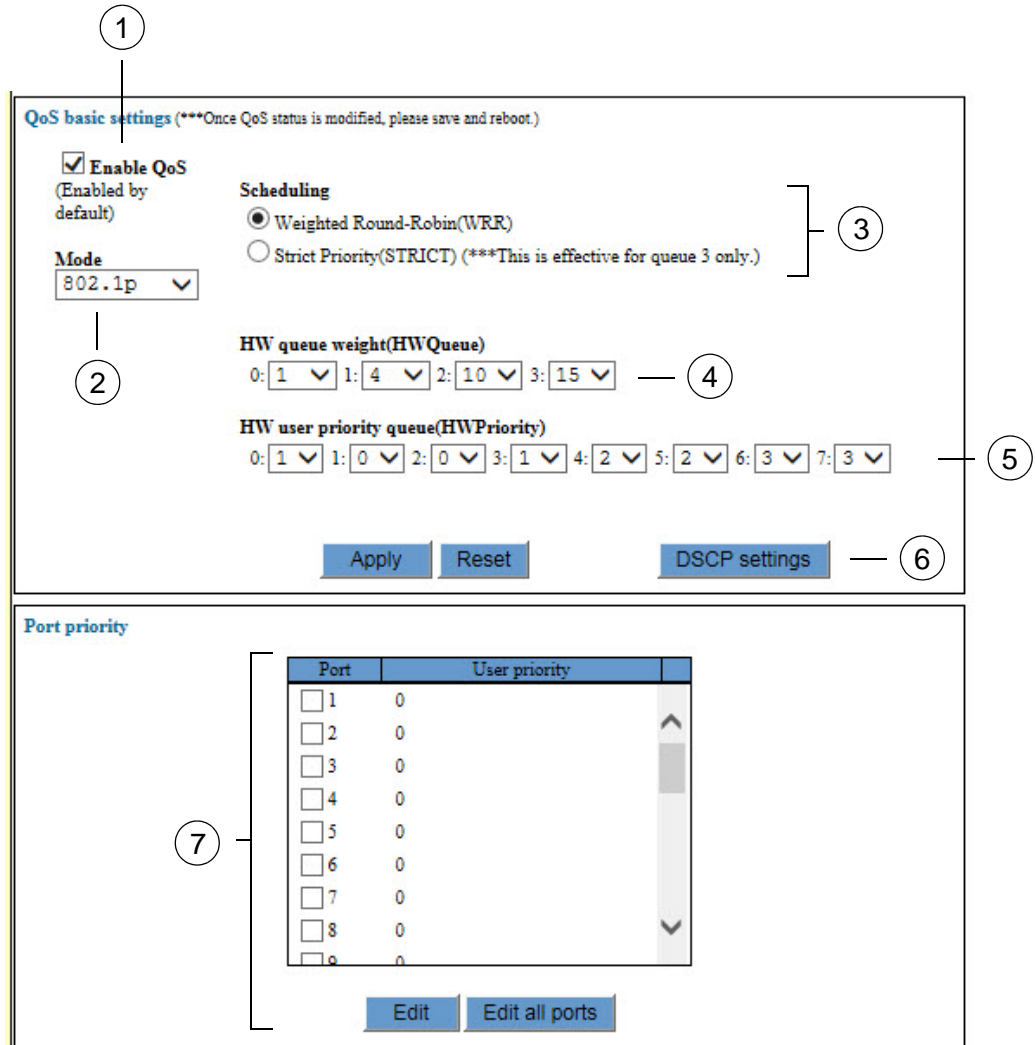 1
QoS basic settings (***Once QoS status is modified, please save and reboot.)
Enable QoS
(Enabled by
default)
Scheduling
Weighted Round-Robin(WRR)
Strict Priority(STRICT) (***This is effective for queue 3 only.)
3
Mode
802.1p
2
HW queue weight(HWQueue)
0: 1 1: 4 2: 10 3: 15
4
HW user priority queue(HWPriority)
0: 1 1: 0 2: 0 3: 1 4: 2 5: 2 6: 3 7: 3
5
Apply Reset DSCP settings
6
Port priority
Port User priority
1 0
2 0
3 0
4 0
5 0
6 0
7 0
8 0
9 0
7
Edit Edit all ports